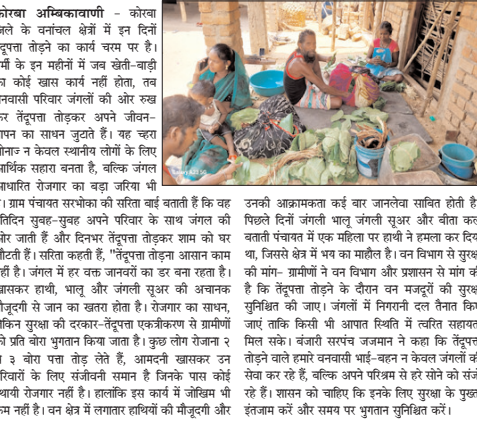 कोरबा अम्बिकावाणी – कोरबा
जिले के वनांचल क्षेत्रों में इन दिनों
तेंदूपत्ता तोड़ने का कार्य चरम पर है।
गर्मी के इन महीनों में जब खेती-बाड़ी
का कोई खास कार्य नहीं होता, तब
वनवासी परिवार जंगलों की ओर रुख
कर तेंदूपत्ता तोड़कर अपने जीवन-
यापन का साधन जुटाते हैं। यह च्हरा
सोनाज् न केवल स्थानीय लोगों के लिए
आर्थिक सहारा बनता है, बल्कि जंगल
आधारित रोजगार का बड़ा जरिया भी
है। ग्राम पंचायत सरभोका की सरिता बाई बताती हैं कि वह
प्रतिदिन सुबह-सुबह अपने परिवार के साथ जंगल की
ओर जाती हैं और दिनभर तेंदूपत्ता तोड़कर शाम को घर
लौटती हैं। सरिता कहती हैं, "तेंदूपत्ता तोड़ना आसान काम
नहीं है। जंगल में हर वक्त जानवरों का डर बना रहता है।
खासकर हाथी, भालू और जंगली सूअर की अचानक
मौजूदगी से जान का खतरा होता है। रोजगार का साधन,
लेकिन सुरक्षा की दरकार-तेंदूपत्ता एकत्रीकरण से ग्रामीणों
को प्रति बोरा भुगतान किया जाता है। कुछ लोग रोजाना २
से ३ बोरा पत्ता तोड़ लेते हैं, आमदनी खासकर उन
परिवारों के लिए संजीवनी समान है जिनके पास कोई
स्थायी रोजगार नहीं है। हालांकि इस कार्य में जोखिम भी
कम नहीं है। वन क्षेत्र में लगातार हाथियों की मौजूदगी और
उनकी आक्रामकता कई बार जानलेवा साबित होती है।
पिछले दिनों जंगली भालू जंगली सूअर और बीता कल
बताती पंचायत में एक महिला पर हाथी ने हमला कर दिया
था, जिससे क्षेत्र में भय का माहौल है। वन विभाग से सुरक्षा
की मांग- ग्रामीणों ने वन विभाग और प्रशासन से मांग की
है कि तेंदूपत्ता तोड़ने के दौरान वन मजदूरों की सुरक्षा
सुनिश्चित की जाए। जंगलों में निगरानी दल तैनात किए
जाएं ताकि किसी भी आपात स्थिति में त्वरित सहायता
मिल सके। बंजारी सरपंच जजमान ने कहा कि तेंदूपत्ता
तोड़ने वाले हमारे वनवासी भाई-बहन न केवल जंगलों की
सेवा कर रहे हैं, बल्कि अपने परिश्रम से हरे सोने को संजो
रहे हैं। शासन को चाहिए कि इनके लिए सुरक्षा के पुख्ता
इंतजाम करें और समय पर भुगतान सुनिश्चित करें।